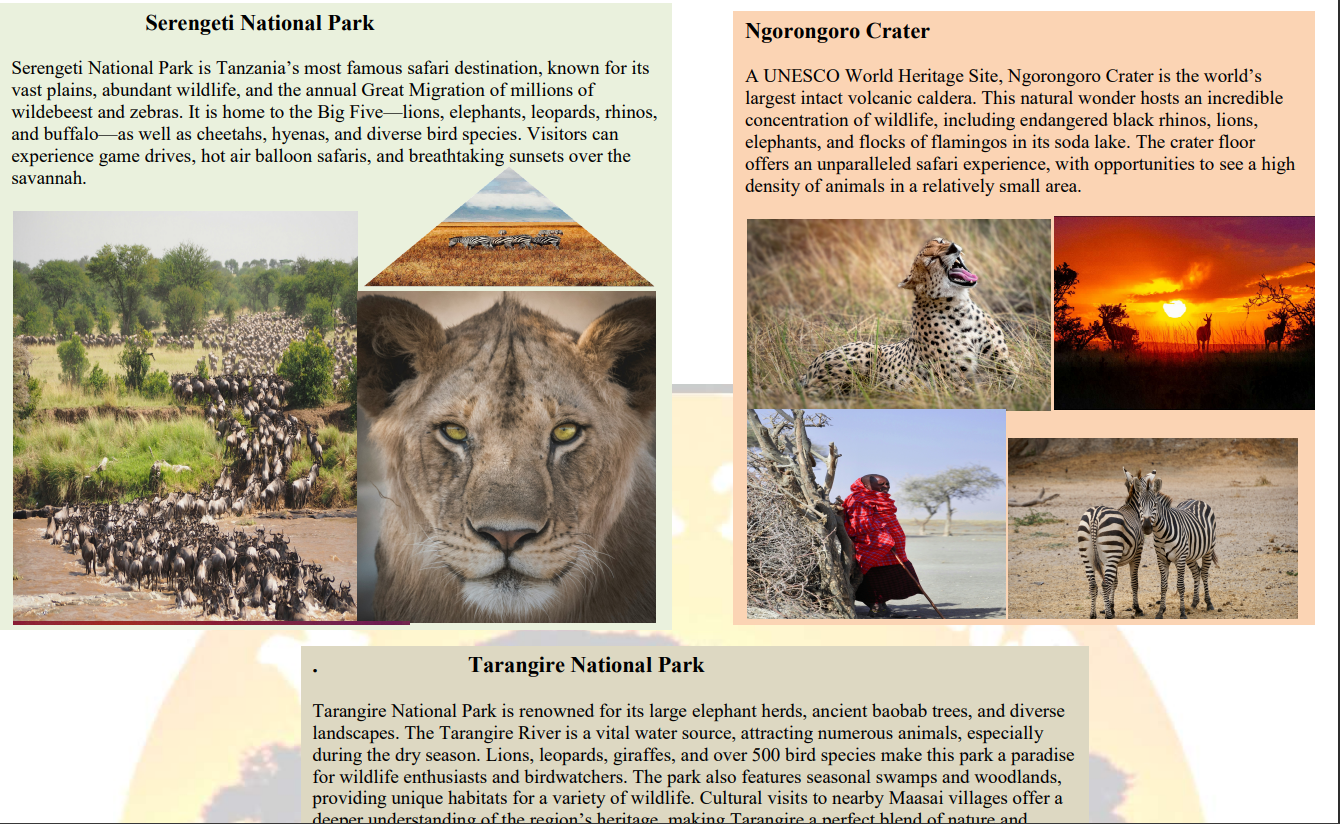 Serengeti National Park
Serengeti National Park is Tanzania’s most famous safari destination, known for its
vast plains, abundant wildlife, and the annual Great Migration of millions of
wildebeest and zebras. It is home to the Big Five—lions, elephants, leopards, rhinos,
and buffalo—as well as cheetahs, hyenas, and diverse bird species. Visitors can
experience game drives, hot air balloon safaris, and breathtaking sunsets over the
savannah.
Ngorongoro Crater
A UNESCO World Heritage Site, Ngorongoro Crater is the world’s
largest intact volcanic caldera. This natural wonder hosts an incredible
concentration of wildlife, including endangered black rhinos, lions,
elephants, and flocks of flamingos in its soda lake. The crater floor
offers an unparalleled safari experience, with opportunities to see a high
density of animals in a relatively small area.
. Tarangire National Park
Tarangire National Park is renowned for its large elephant herds, ancient baobab trees, and diverse
landscapes. The Tarangire River is a vital water source, attracting numerous animals, especially
during the dry season. Lions, leopards, giraffes, and over 500 bird species make this park a paradise
for wildlife enthusiasts and birdwatchers. The park also features seasonal swamps and woodlands,
providing unique habitats for a variety of wildlife. Cultural visits to nearby Maasai villages offer a
deeper understanding of the region’s heritage, making Tarangire a perfect blend of nature and